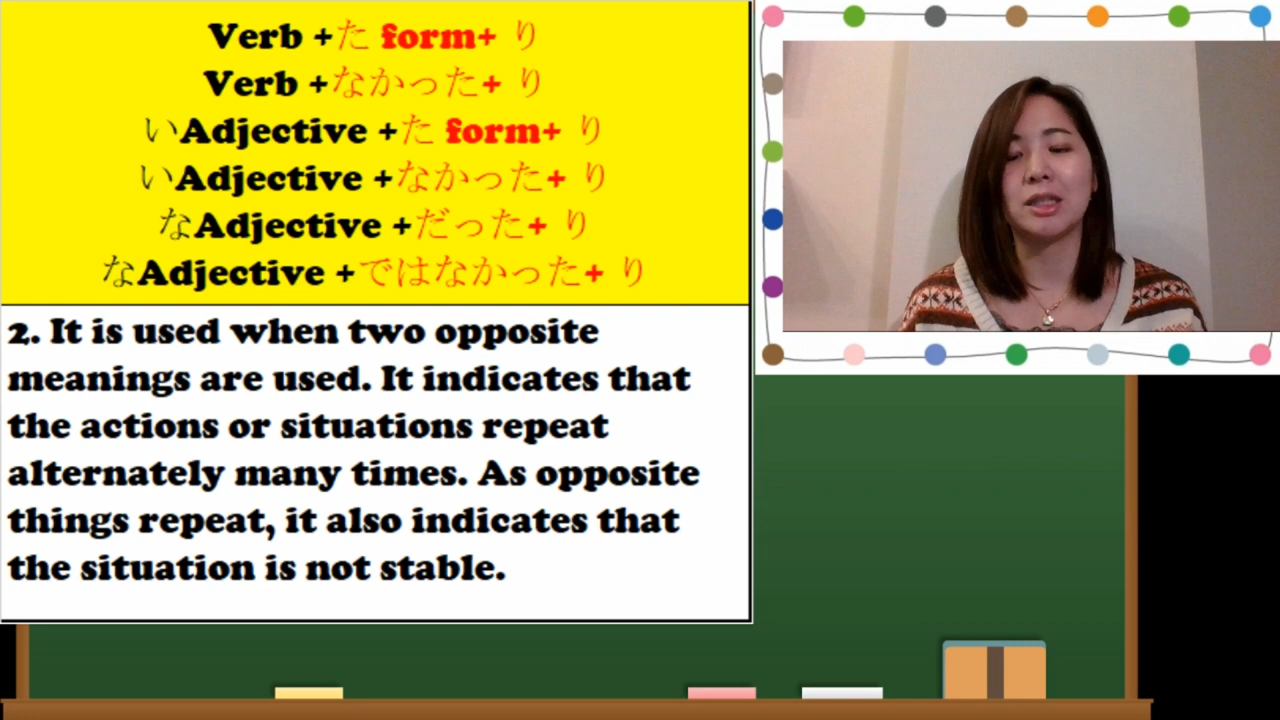 Verb +た form+ り
Verb +なかった+ り
いAdjective +た form+ り
いAdjective +なかった+ り
なAdjective +だった+ り
なAdjective +ではなかった+ り
2. It is used when two opposite
meanings are used. It indicates that
the actions or situations repeat
alternately many times. As opposite
things repeat, it also indicates that
the situation is not stable.